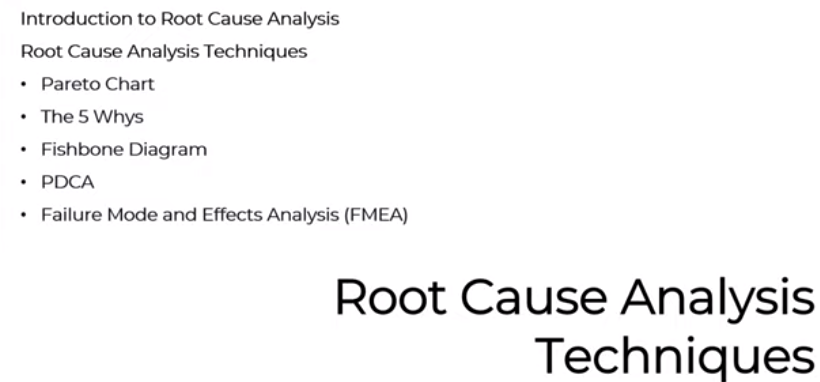 Introduction to Root Cause Analysis
Root Cause Analysis Techniques
• Pareto Chart
• The 5 Whys
• Fishbone Diagram
• PDCA
• Failure Mode and Effects Analysis (FMEA)
Root Cause Analysis
Techniques